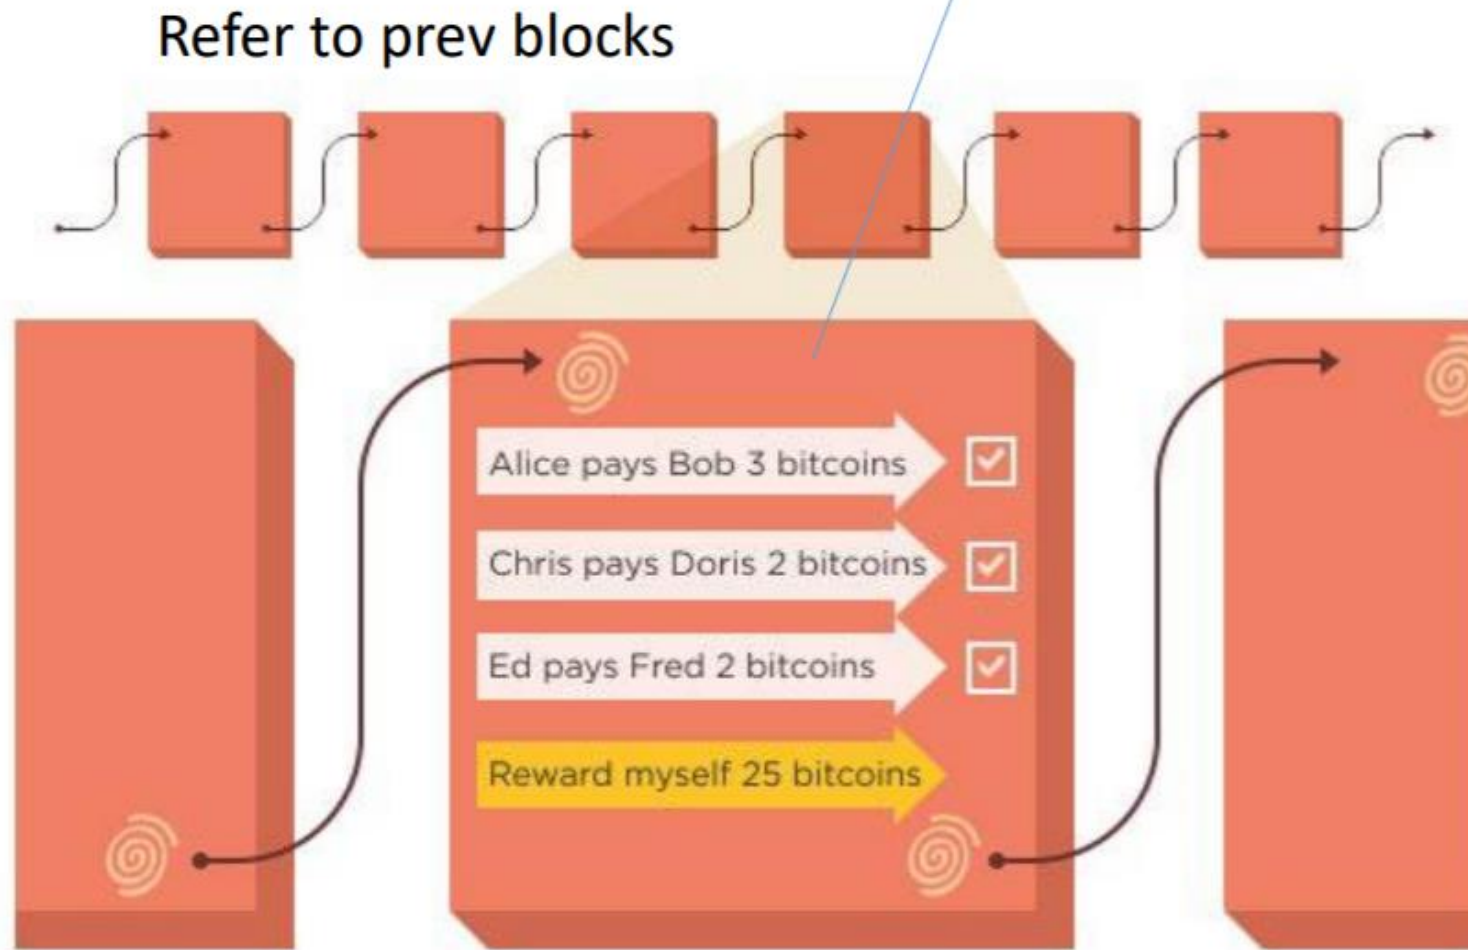 Refer to prev blocks
Alice pays Bob 3 bitcoins
Chris pays Doris 2 bitcoins
Ed pays Fred 2 bitcoins
Reward myself 25 bitcoins